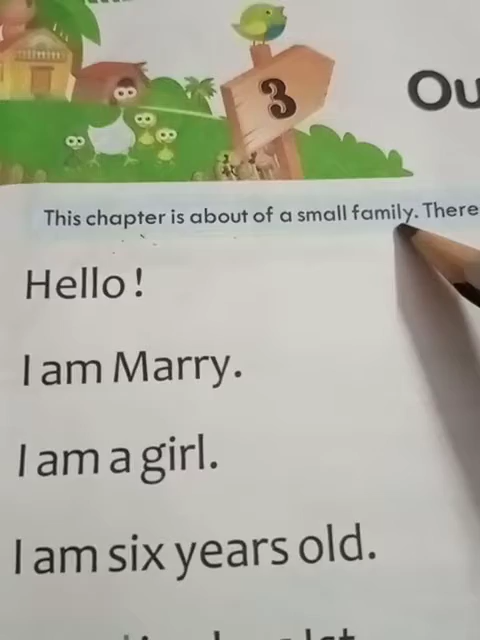 3
Ou
This chapter is about of a small family. There
Hello!
I am Marry.
I am a girl.
I am six years old.